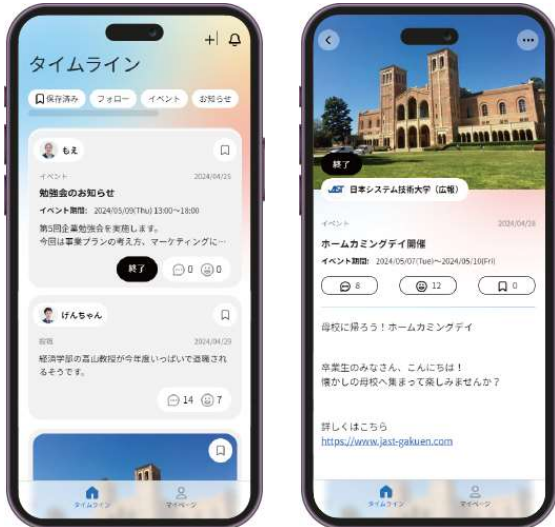 タイムライン
保存済み
フォロー
イベント
お知らせ
もえ
イベント
2024/04/25
勉強会のお知らせ
イベント期間: 2024/05/09(Thu) 13:00～18:00
第5回企業勉強会を実施します。
今回は事業プランの考え方、マーケティングに…
終了
0
0
げんちゃん
2024/04/23
経済学部の高山教授が今年度いっぱいで退職され
るそうです。
14
7
タイムライン
マイページ
終了
JAST 日本システム技術大学（広報）
イベント
ホームカミングデイ開催
イベント期間: 2024/05/07(Tue)～2024/05/10(Fri)
8
12
0
母校に帰ろう！ホームカミングデイ
卒業生のみなさん、こんにちは！
懐かしの母校へ集まって楽しみませんか？
詳しくはこちら
https://www.jast-gakuen.com
タイムライン
マイページ